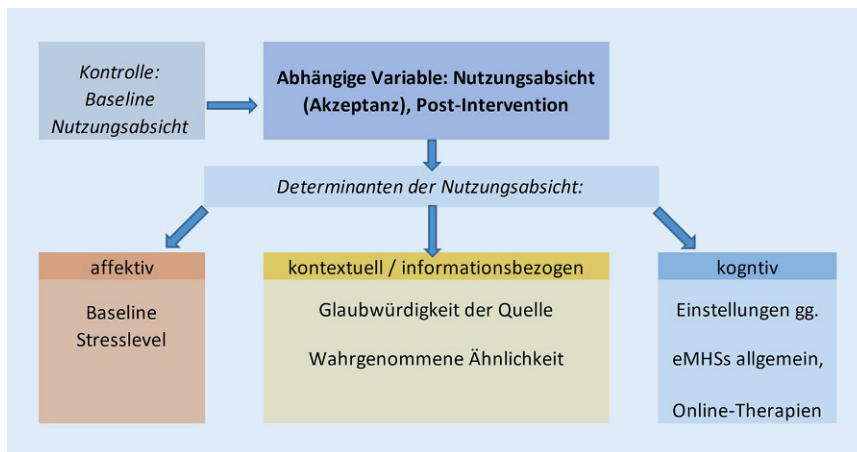 Kontrolle:
Baseline
Nutzungsabsicht
Abhängige Variable: Nutzungsabsicht
(Akzeptanz), Post-Intervention
Determinanten der Nutzungsabsicht:
affektiv
Baseline
Stresslevel
kontextuell / informationsbezogen
Glaubwürdigkeit der Quelle
Wahrgenommene Ähnlichkeit
kogntiv
Einstellungen gg.
eMHSs allgemein,
Online-Therapien